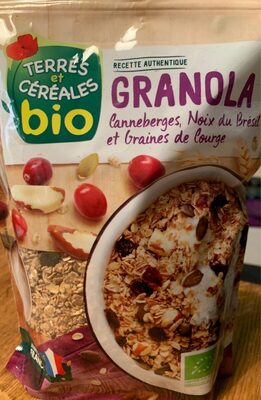 TERRES
et
CÉRÉALES
bio
RECETTE AUTHENTIQUE
GRANOLA
Canneberges, Noix du Brésil
et Graines de Courge